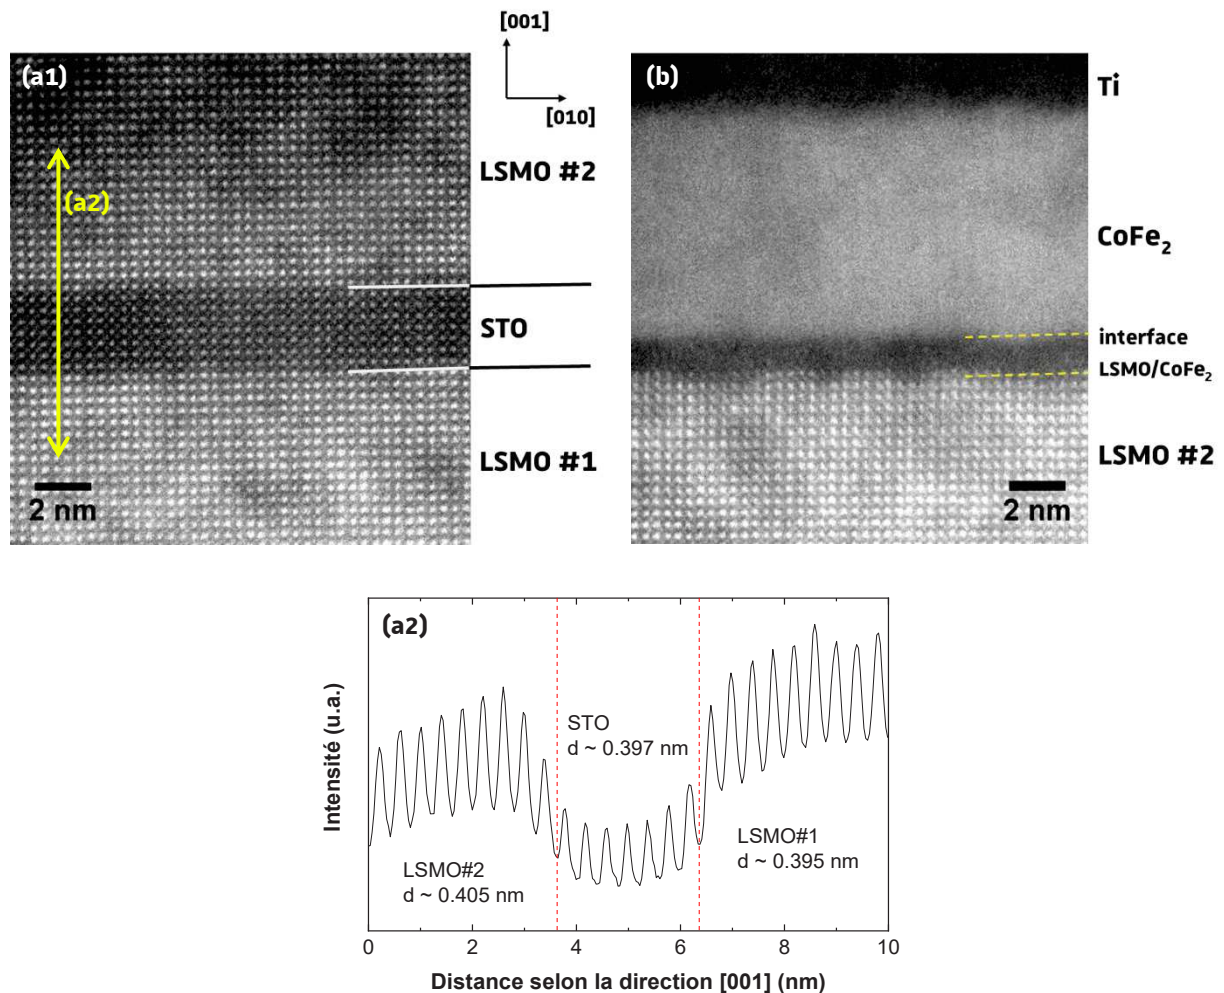 (a1)
[001]
[010]
LSMO #2
(a2)
STO
LSMO #1
2 nm
(b)
Ti
CoFe₂
interface
LSMO/CoFe₂
LSMO #2
2 nm
(a2)
Intensité (u.a.)
STO
d ~ 0.397 nm
LSMO#2
d ~ 0.405 nm
LSMO#1
d ~ 0.395 nm
0 2 4 6 8 10
Distance selon la direction [001] (nm)